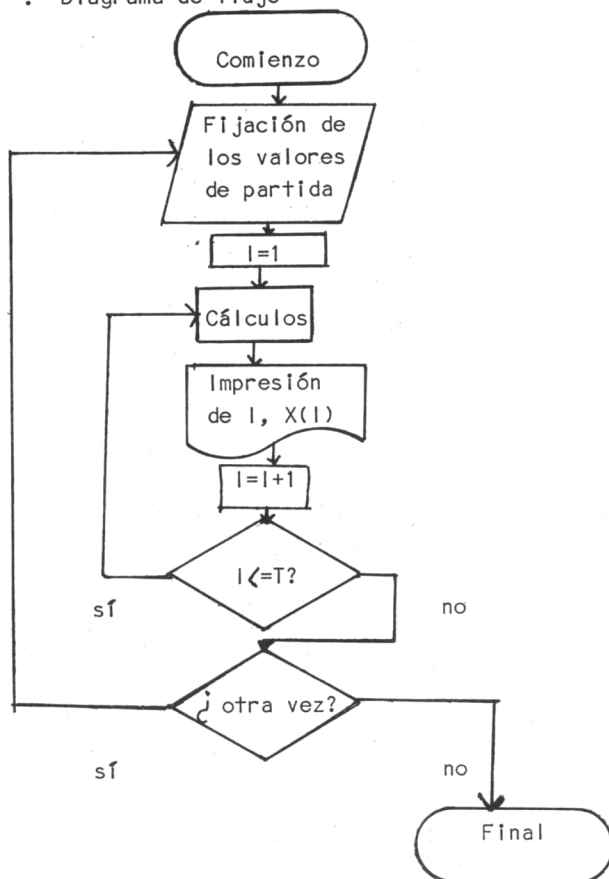 . Diagrama de flujo
Comienzo
Fijación de
los valores
de partida
I=1
Cálculos
Impresión
de I, X(I)
I=I+1
I<=T?
sí
no
¿ otra vez?
sí
no
Final